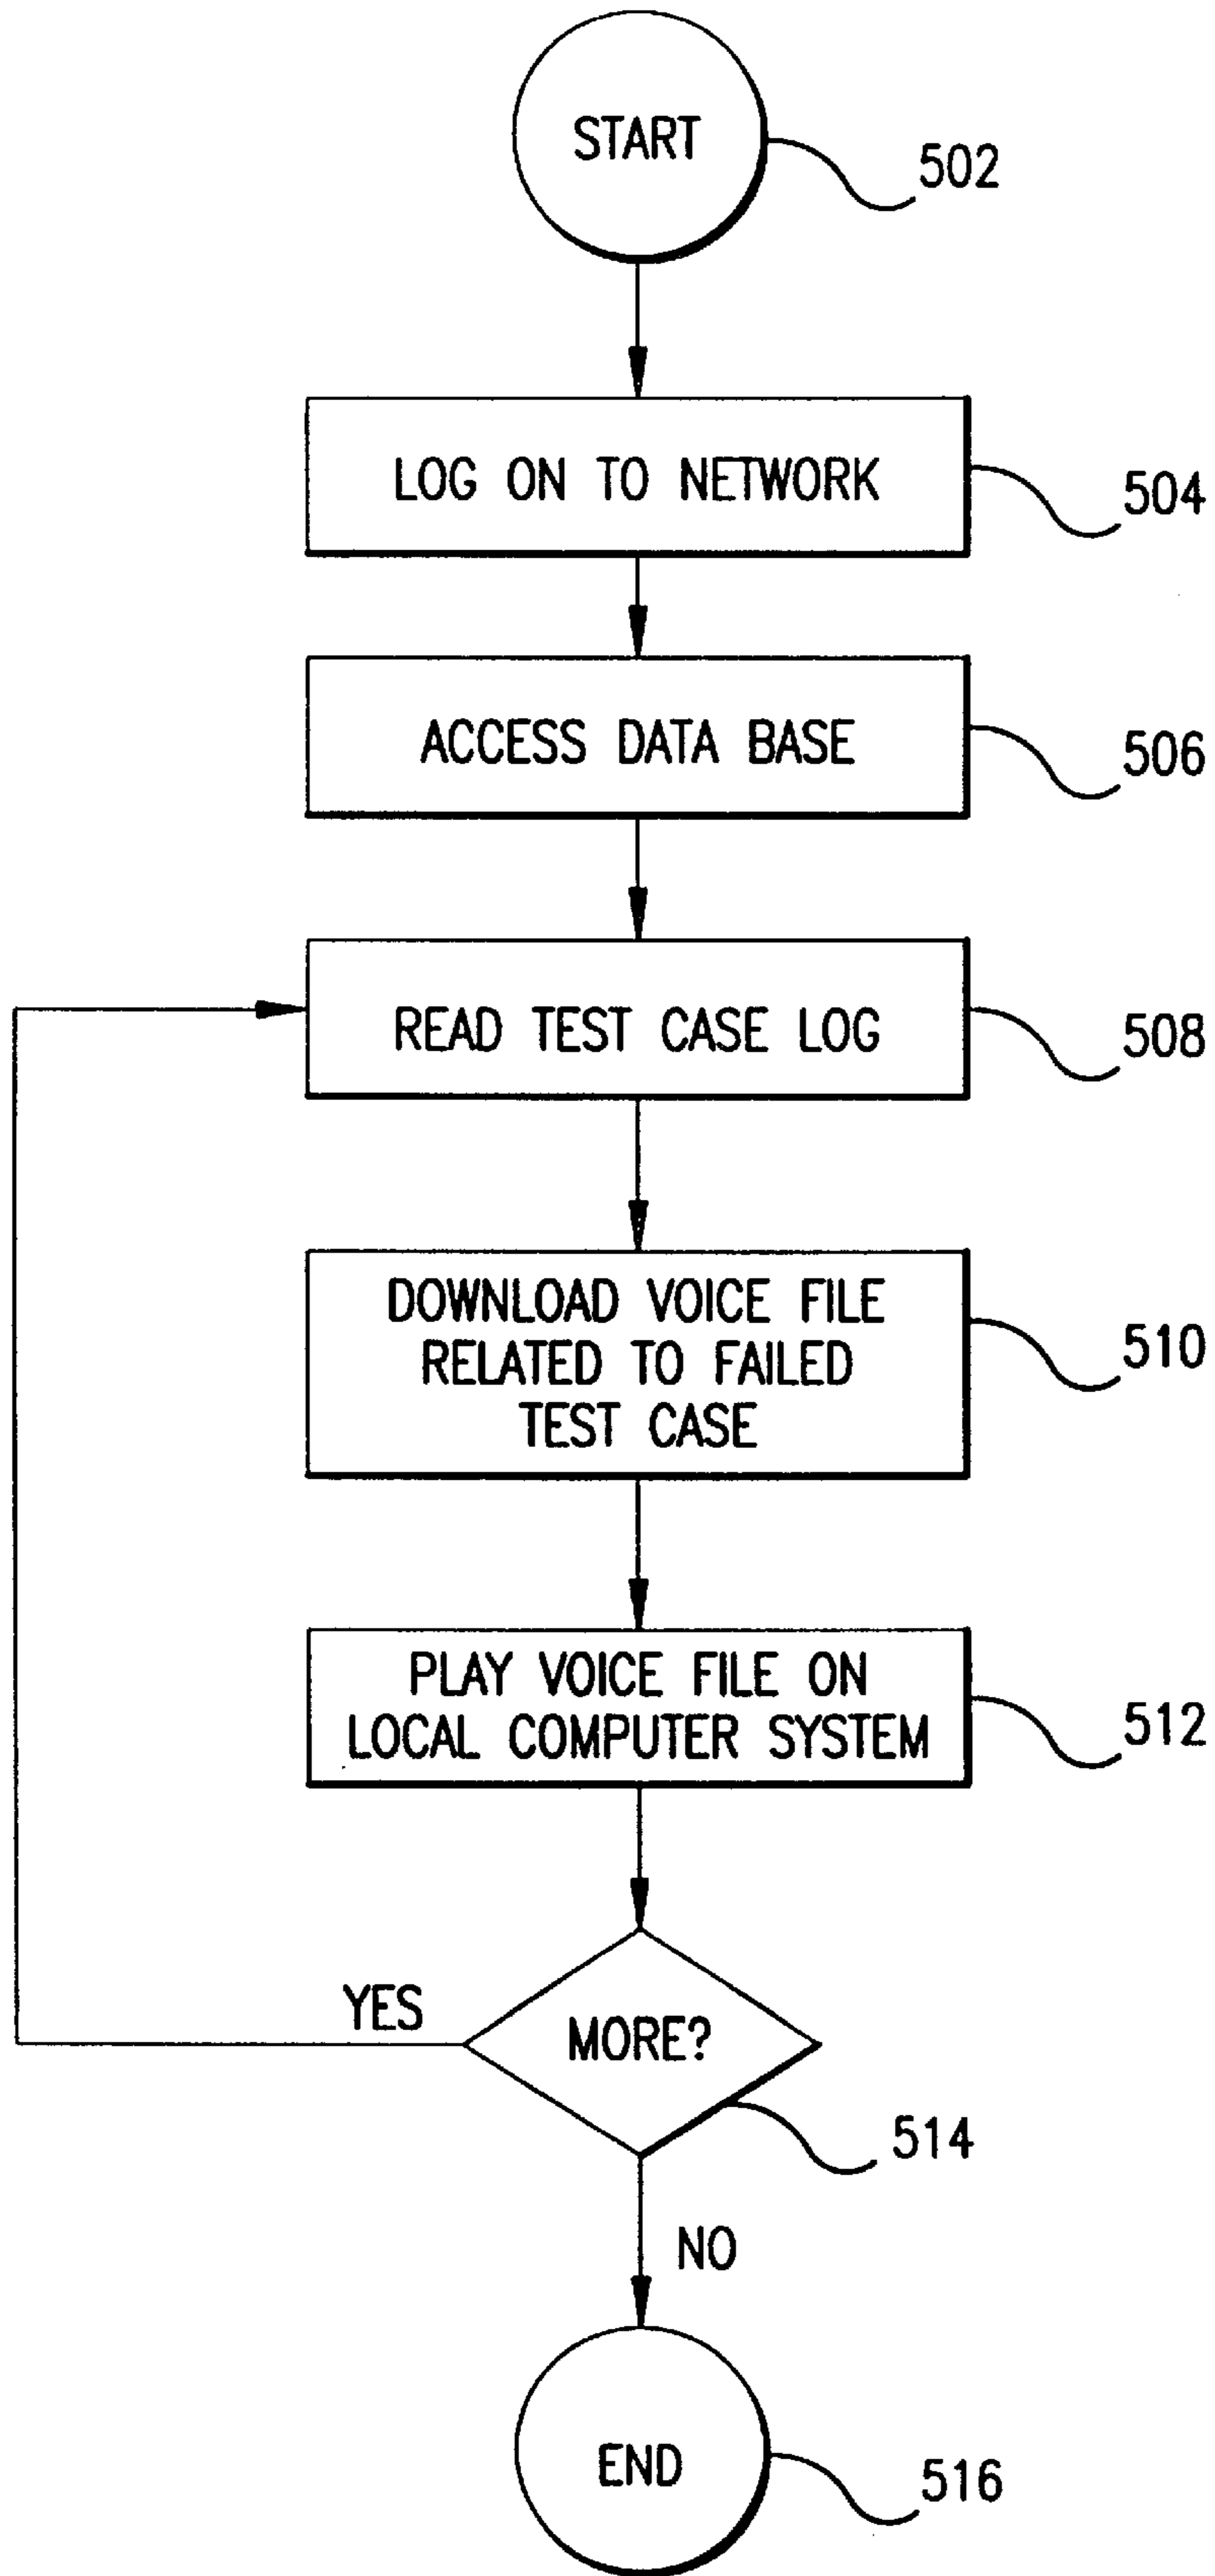 START
502
LOG ON TO NETWORK
504
ACCESS DATA BASE
506
READ TEST CASE LOG
508
DOWNLOAD VOICE FILE
RELATED TO FAILED
TEST CASE
510
PLAY VOICE FILE ON
LOCAL COMPUTER SYSTEM
512
YES
MORE?
514
NO
END
516